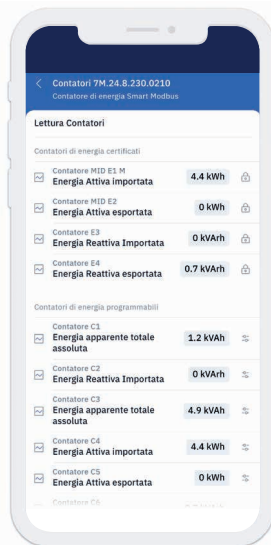 Contatori 7M.24.8.230.0210
Contatore di energia Smart Modbus
Lettura Contatori
Contatori di energia certificati
Contatore MID E1 M
Energia Attiva importata
4.4 kWh
Contatore MID E2
Energia Attiva esportata
0 kWh
Contatore E3
Energia Reattiva Importata
0 kVArh
Contatore E4
Energia Reattiva esportata
0.7 kVArh
Contatori di energia programmabili
Contatore C1
Energia apparente totale
assoluta
1.2 kVAh
Contatore C2
Energia Reattiva Importata
0 kVArh
Contatore C3
Energia apparente totale
assoluta
4.9 kVAh
Contatore C4
Energia Attiva importata
4.4 kWh
Contatore C5
Energia Attiva esportata
0 kWh
Contatore C6